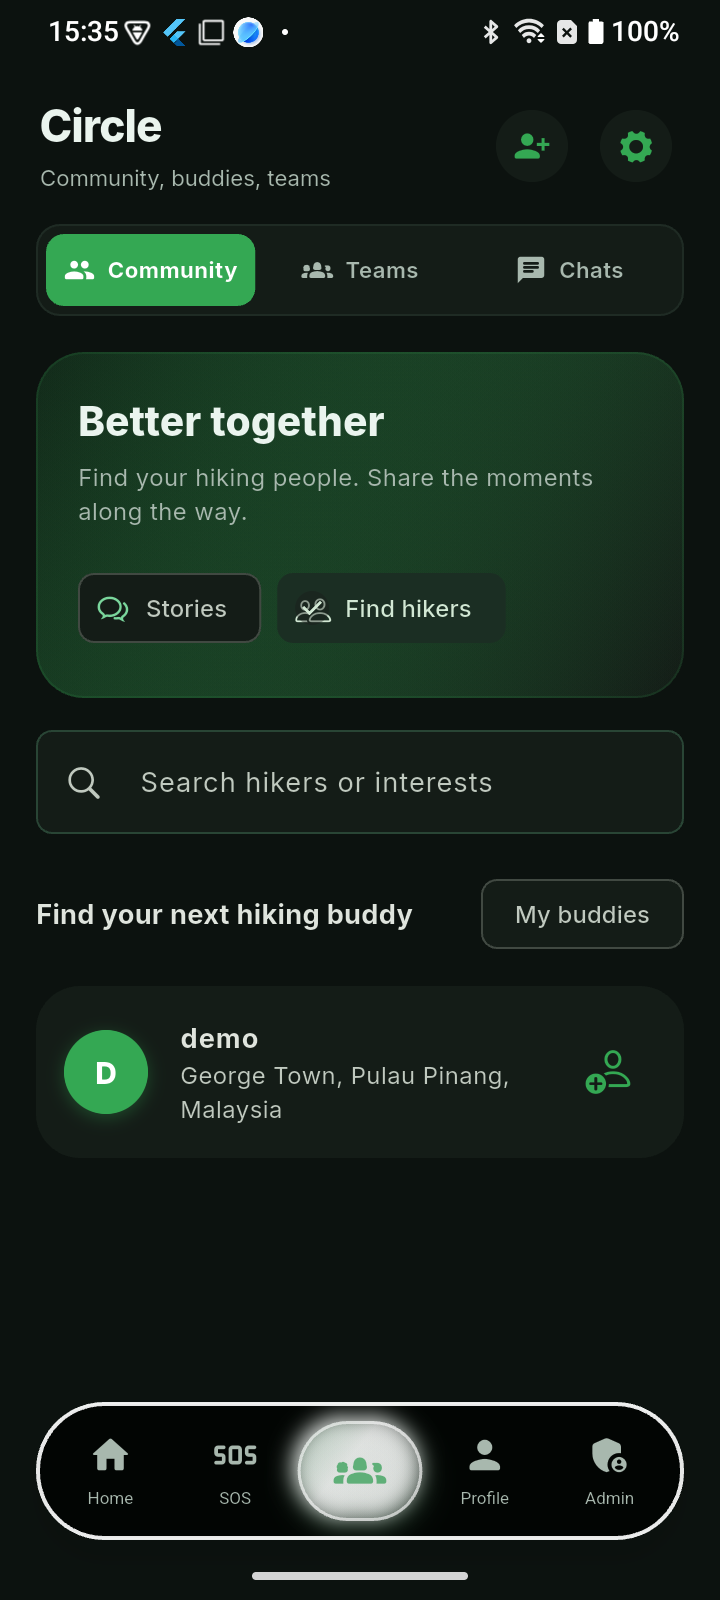 15:35
100%
Circle
Community, buddies, teams
Community
Teams
Chats
Better together
Find your hiking people. Share the moments
along the way.
Stories
Find hikers
Search hikers or interests
Find your next hiking buddy
My buddies
D
demo
George Town, Pulau Pinang,
Malaysia
SOS
Home
SOS
Profile
Admin